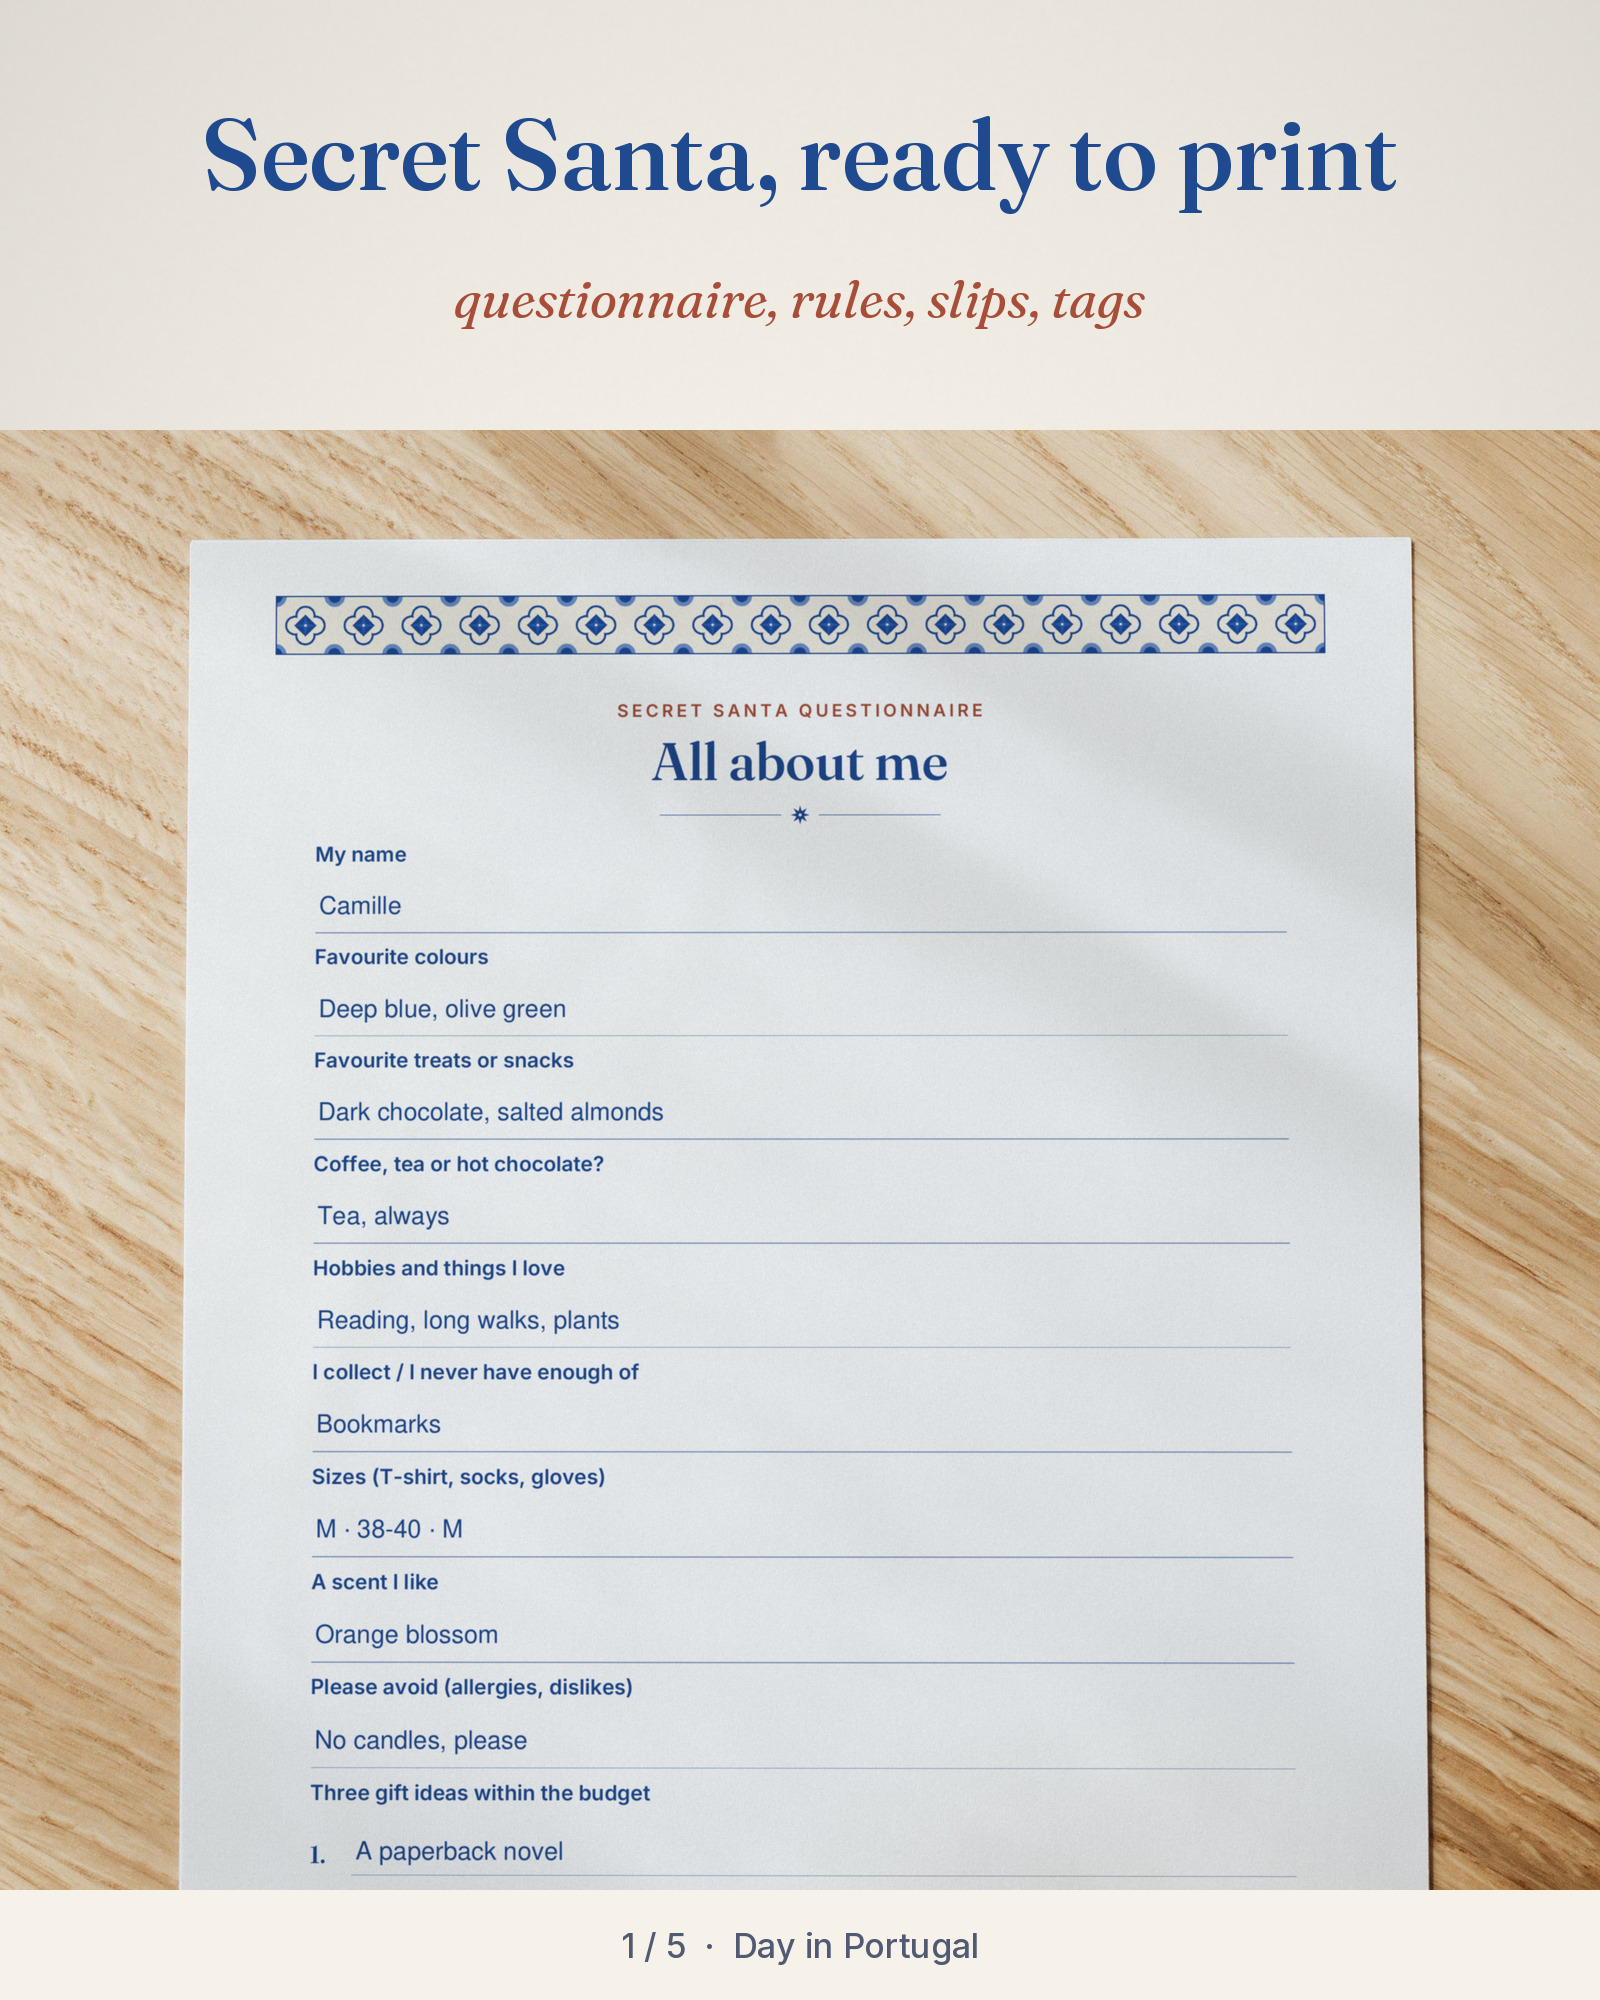 Secret Santa, ready to print
questionnaire, rules, slips, tags
SECRET SANTA QUESTIONNAIRE
All about me
My name
Camille
Favourite colours
Deep blue, olive green
Favourite treats or snacks
Dark chocolate, salted almonds
Coffee, tea or hot chocolate?
Tea, always
Hobbies and things I love
Reading, long walks, plants
I collect / I never have enough of
Bookmarks
Sizes (T-shirt, socks, gloves)
M · 38-40 · M
A scent I like
Orange blossom
Please avoid (allergies, dislikes)
No candles, please
Three gift ideas within the budget
1. A paperback novel
1 / 5 · Day in Portugal